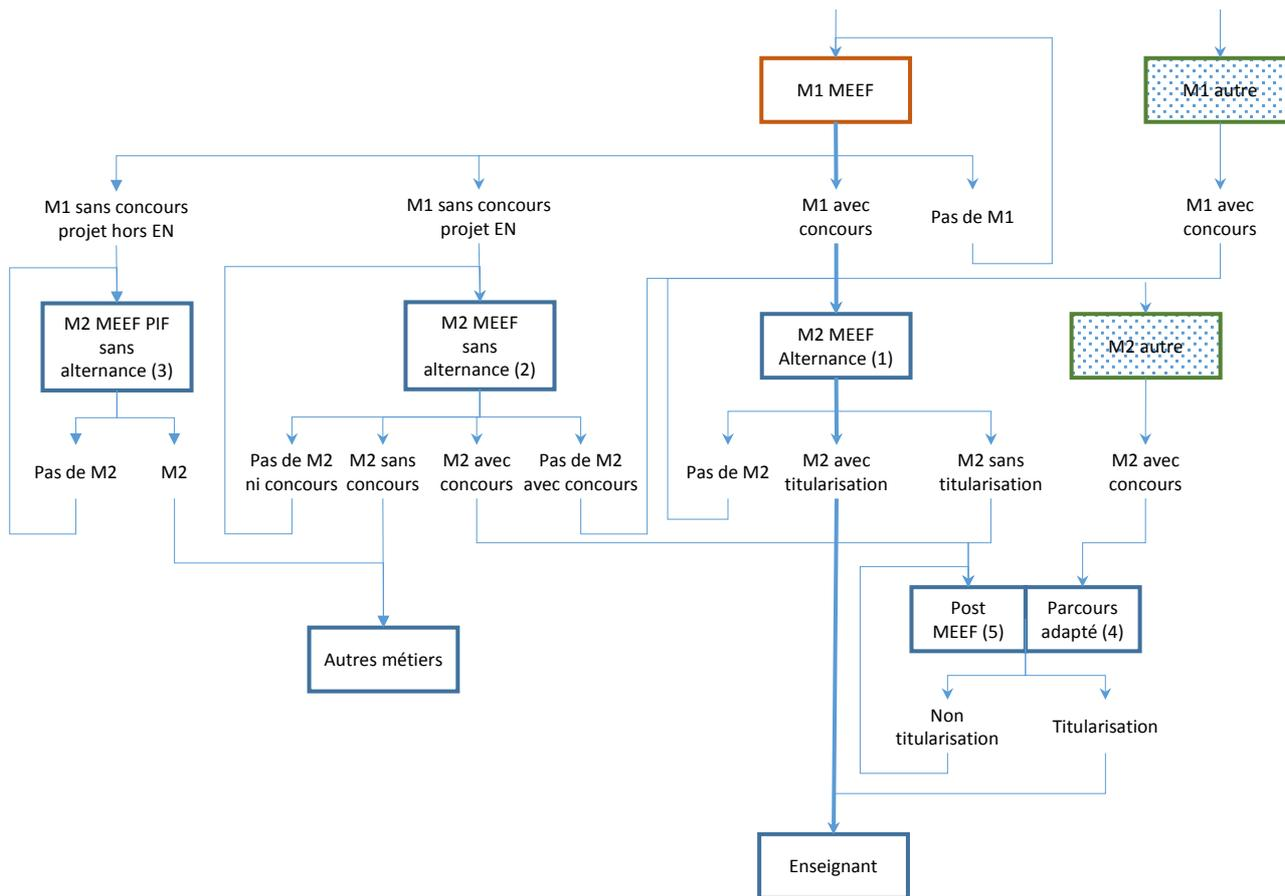 M1 MEEF
M1 autre
M1 sans concours
projet hors EN
M1 sans concours
projet EN
M1 avec
concours
Pas de M1
M1 avec
concours
M2 MEEF PIF
sans
alternance (3)
M2 MEEF
sans
alternance (2)
M2 MEEF
Alternance (1)
M2 autre
Pas de M2
M2
Pas de M2
ni concours
M2 sans
concours
M2 avec
concours
Pas de M2
avec concours
Pas de M2
M2 avec
titularisation
M2 sans
titularisation
M2 avec
concours
Post
MEEF (5)
Parcours
adapté (4)
Autres métiers
Non
titularisation
Titularisation
Enseignant